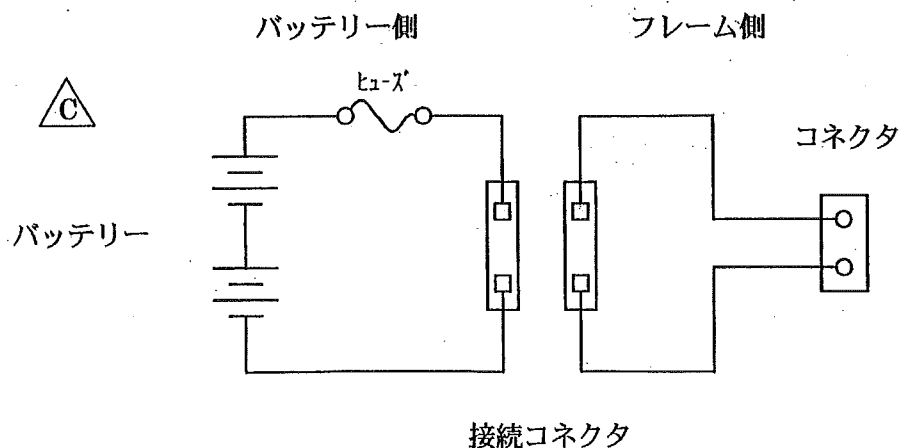 バッテリー側
フレーム側
ヒューズ
C
コネクタ
バッテリー
接続コネクタ